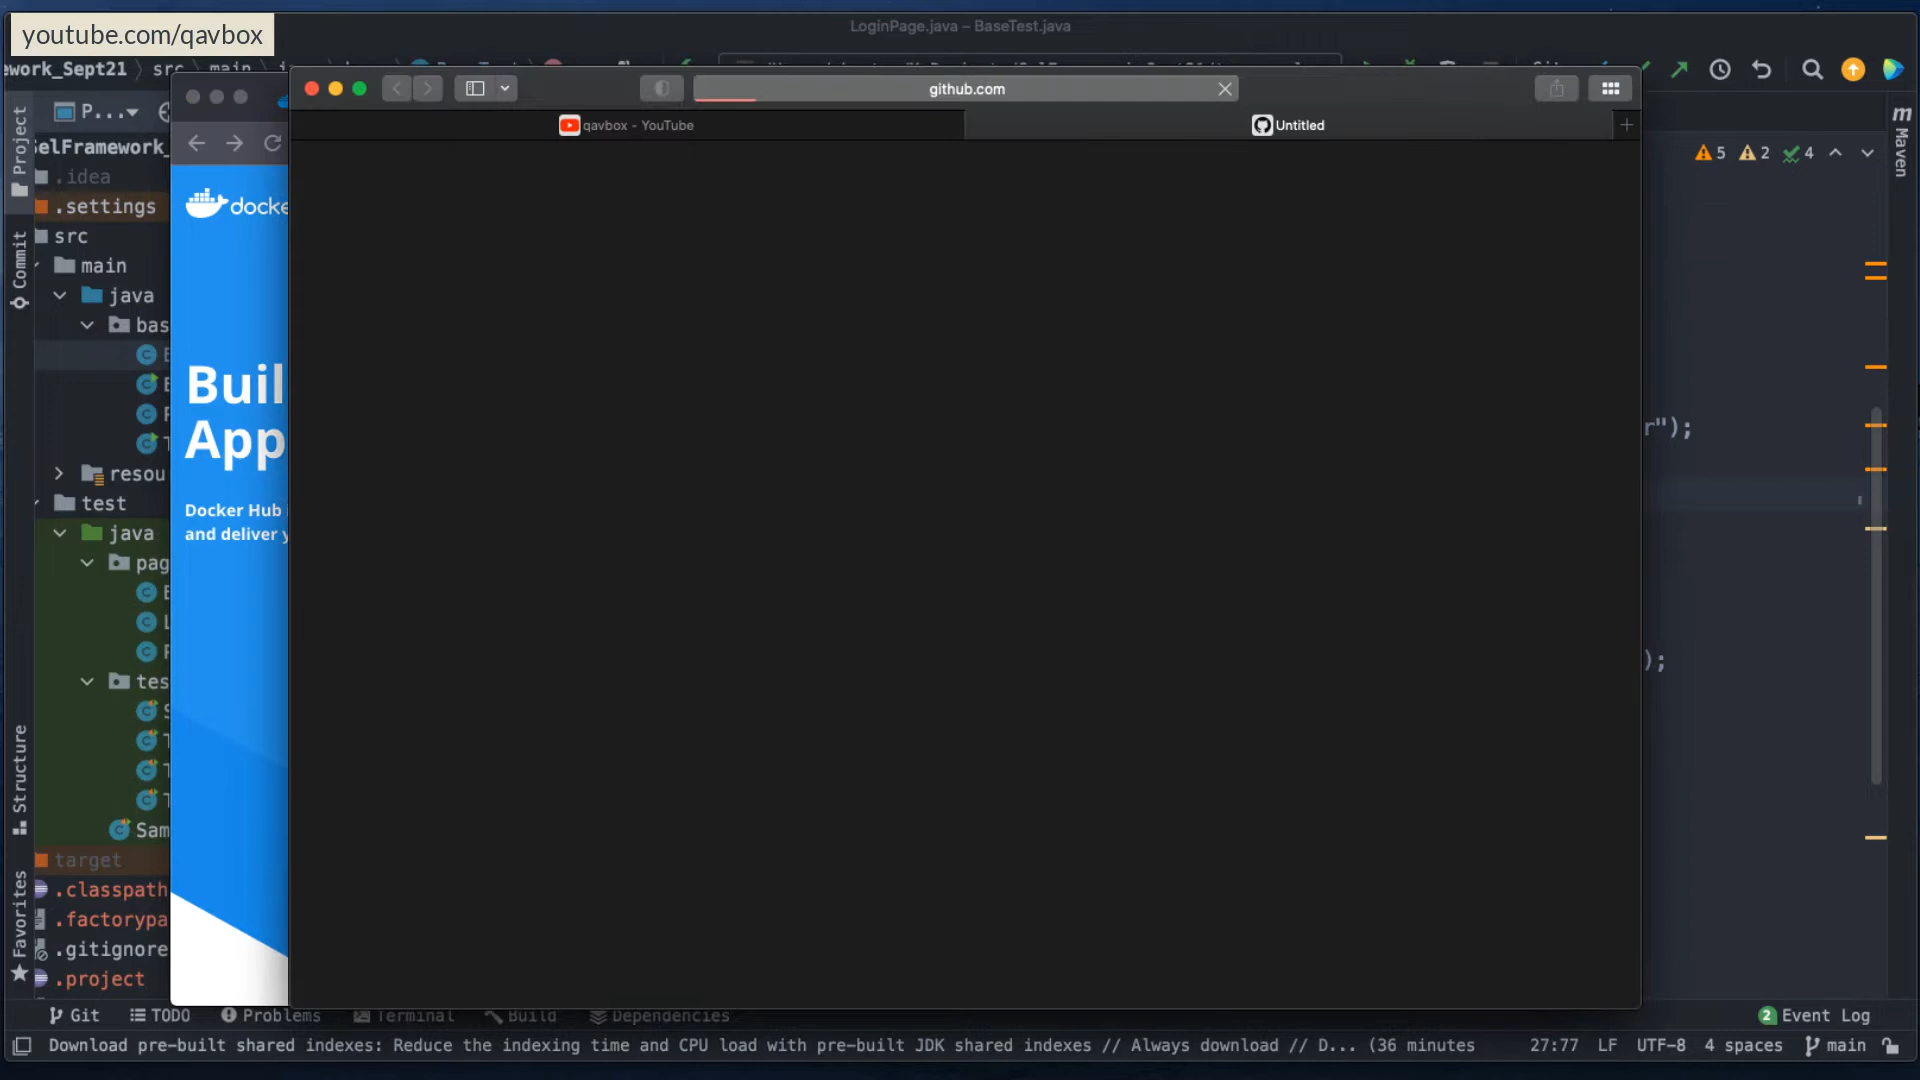 youtube.com/qavbox
LoginPage.java – BaseTest.java
ework_Sept21 src main
github.com
qavbox - YouTube
Untitled
Project
P...
5 2 4
Maven
SelFramework_
.idea
.settings
src
main
java
bas
resou
test
java
pag
tes
Sam
target
.classpath
.factorypa
.gitignore
.project
Commit
Structure
Favorites
docke
Buil
App
Docker Hub
and deliver y
r");
);
Git TODO Problems Terminal Build Dependencies
2 Event Log
Download pre-built shared indexes: Reduce the indexing time and CPU load with pre-built JDK shared indexes // Always download // D... (36 minutes 27:77 LF UTF-8 4 spaces main